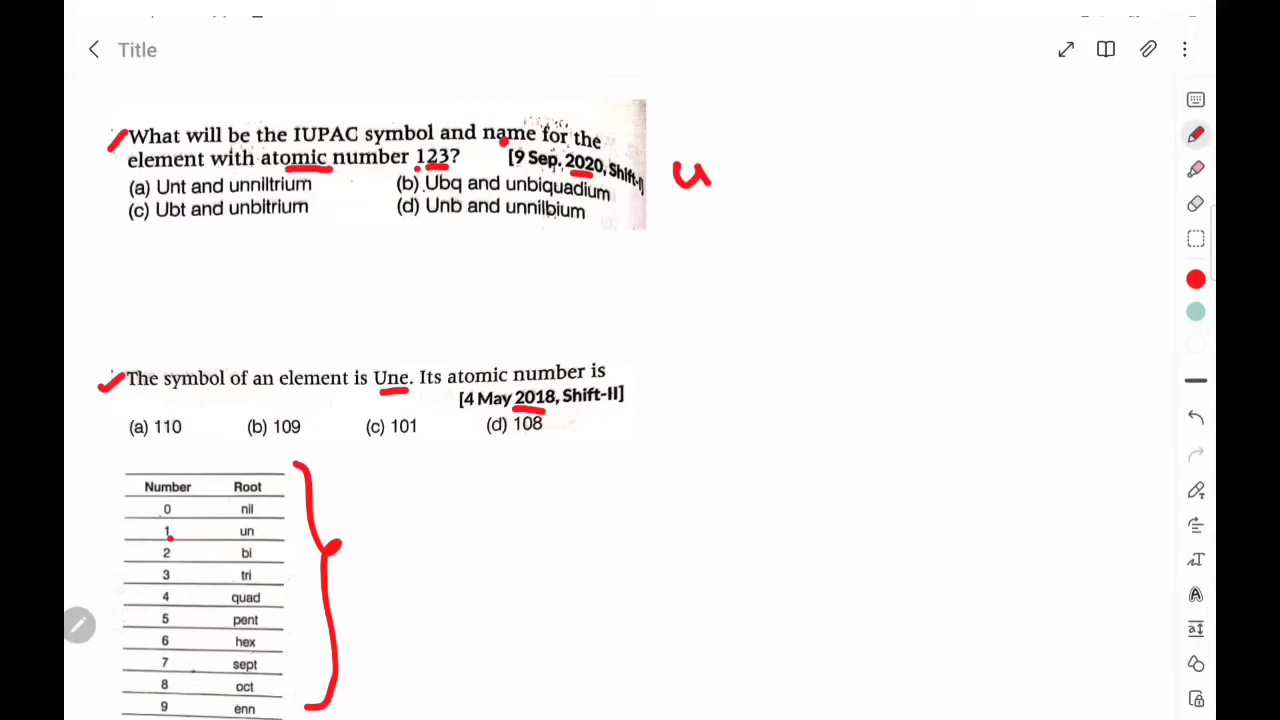 Title
What will be the IUPAC symbol and name for the
element with atomic number 123?
[9 Sep. 2020, Shift-I]
(a) Unt and unniltrium (b) Ubq and unbiquadium
(c) Ubt and unbitrium (d) Unb and unnilbium
u
The symbol of an element is Une. Its atomic number is
[4 May 2018, Shift-II]
(a) 110 (b) 109 (c) 101 (d) 108
Number Root
0 nil
1 un
2 bi
3 tri
4 quad
5 pent
6 hex
7 sept
8 oct
9 enn